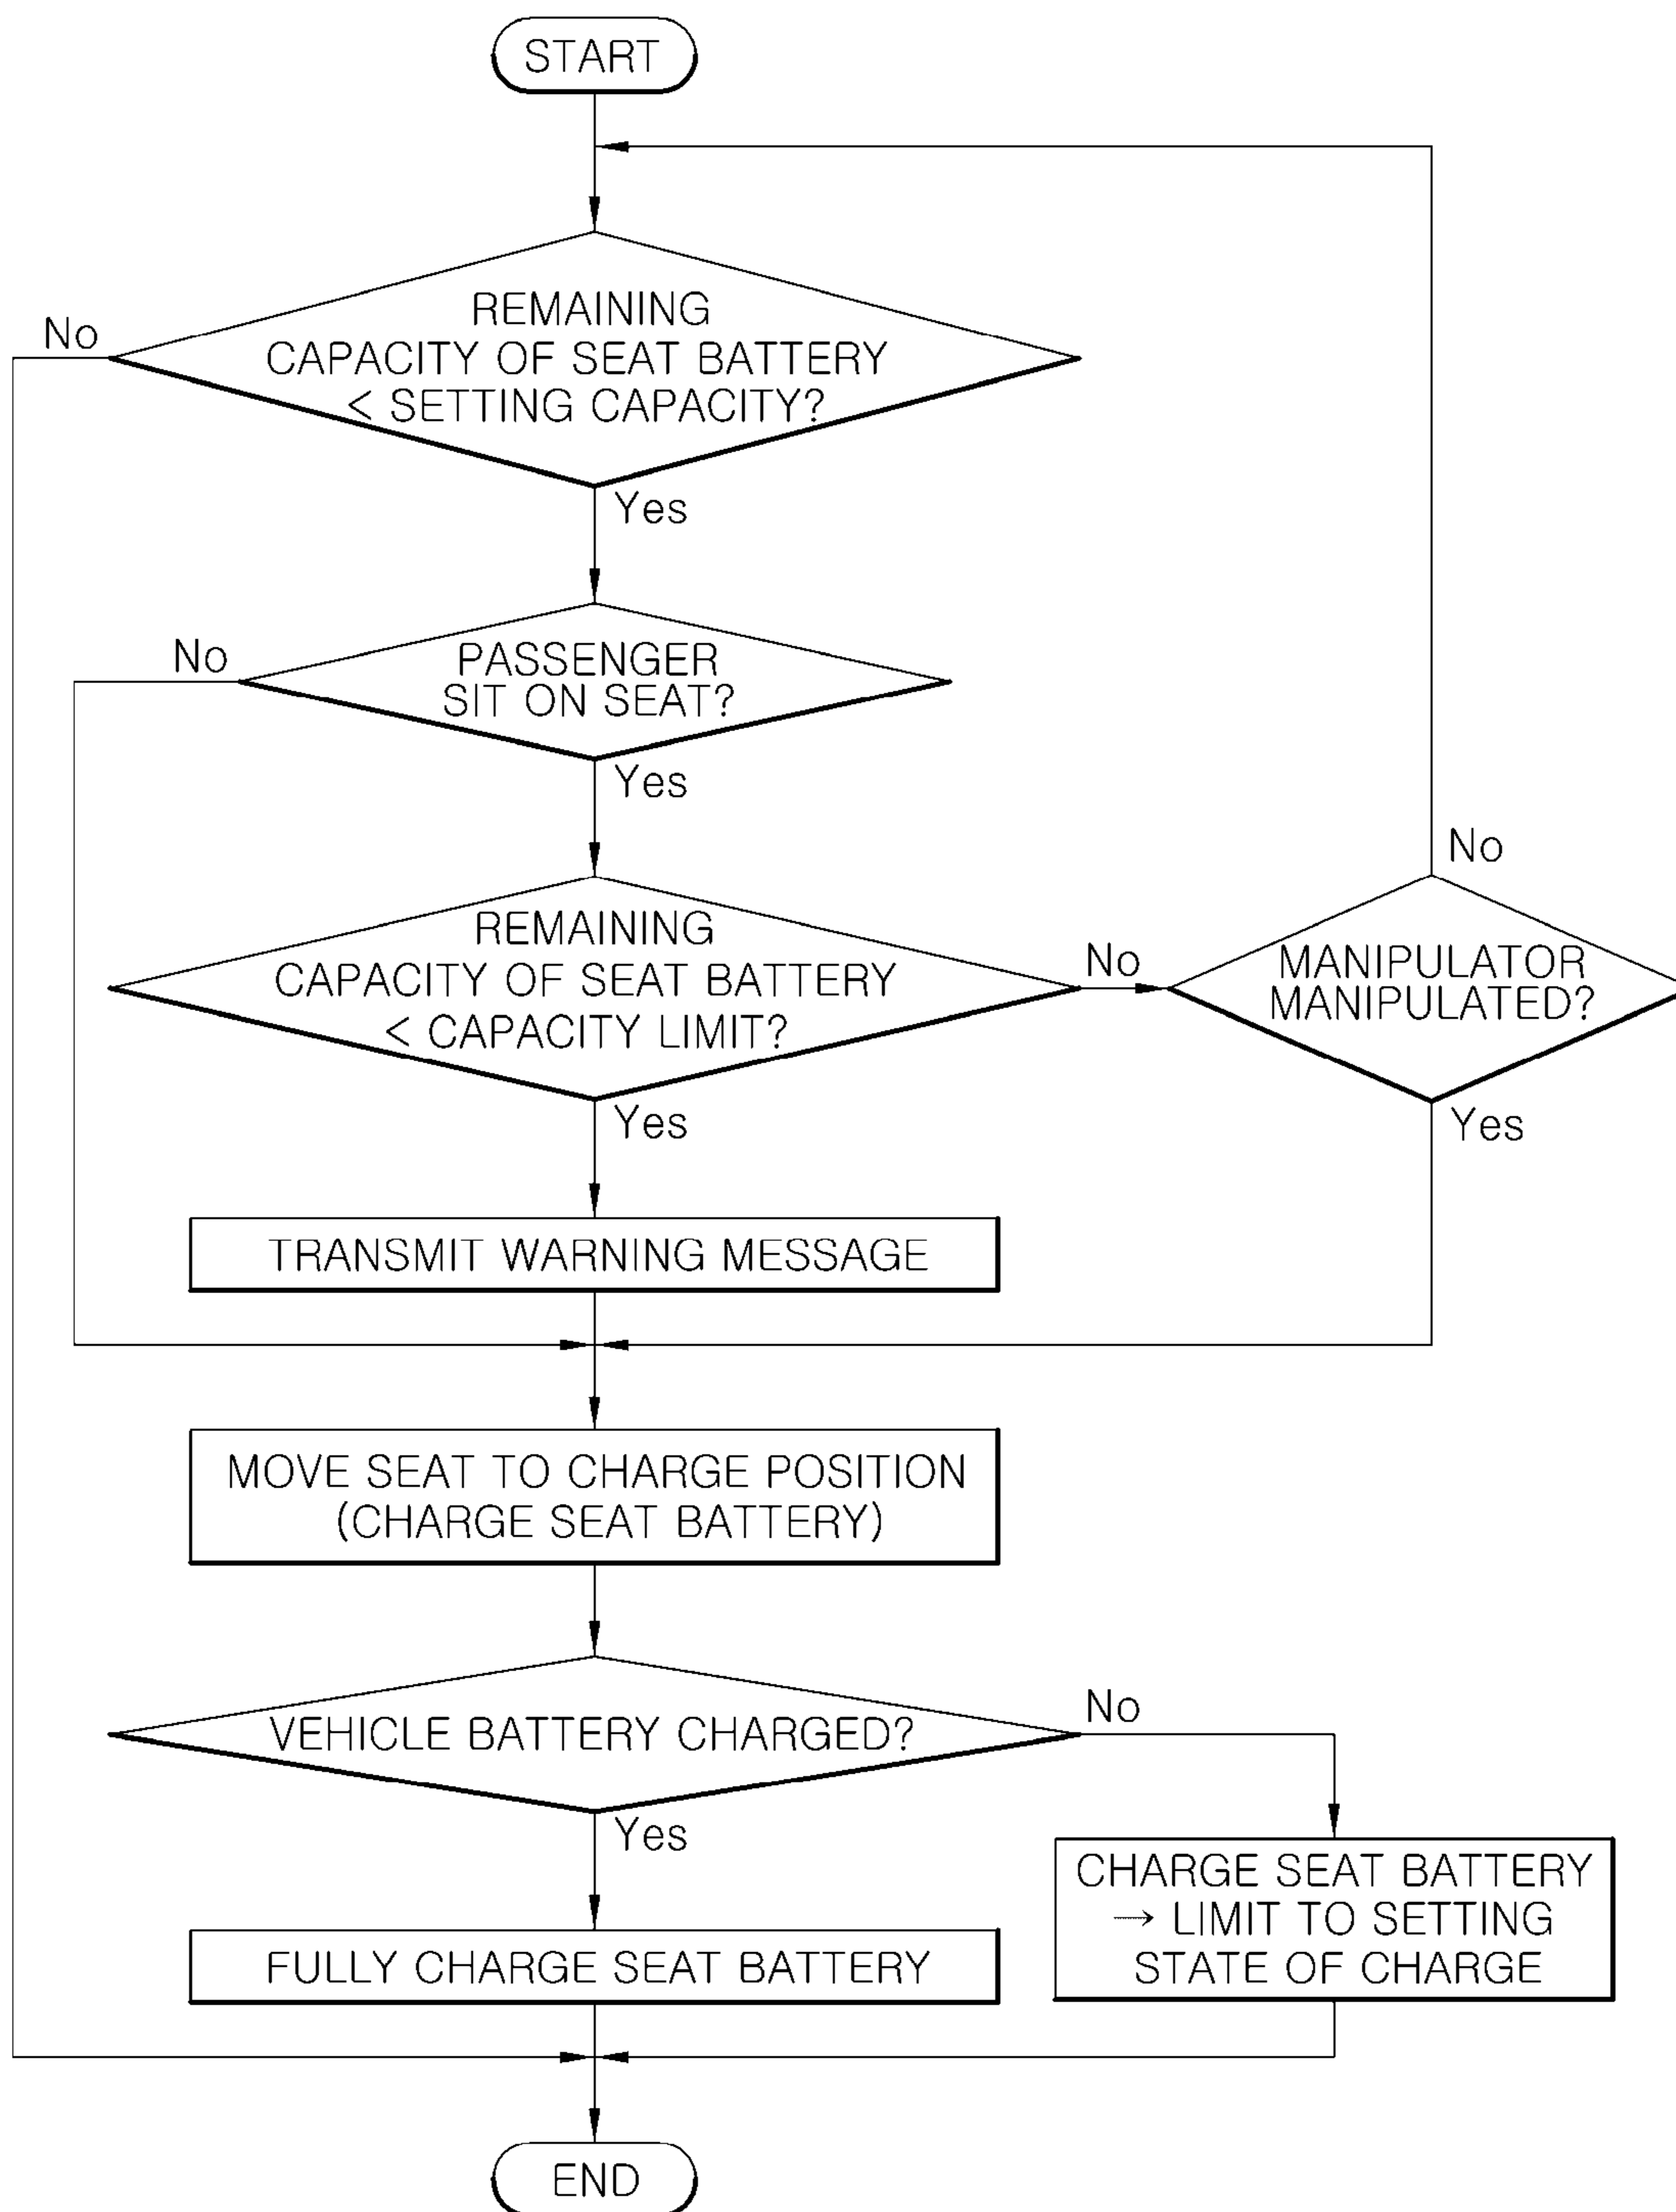 START
REMAINING
CAPACITY OF SEAT BATTERY
< SETTING CAPACITY?
No
Yes
PASSENGER
SIT ON SEAT?
No
Yes
REMAINING
CAPACITY OF SEAT BATTERY
< CAPACITY LIMIT?
No
Yes
MANIPULATOR
MANIPULATED?
No
Yes
TRANSMIT WARNING MESSAGE
MOVE SEAT TO CHARGE POSITION
(CHARGE SEAT BATTERY)
VEHICLE BATTERY CHARGED?
No
Yes
CHARGE SEAT BATTERY
→ LIMIT TO SETTING
STATE OF CHARGE
FULLY CHARGE SEAT BATTERY
END